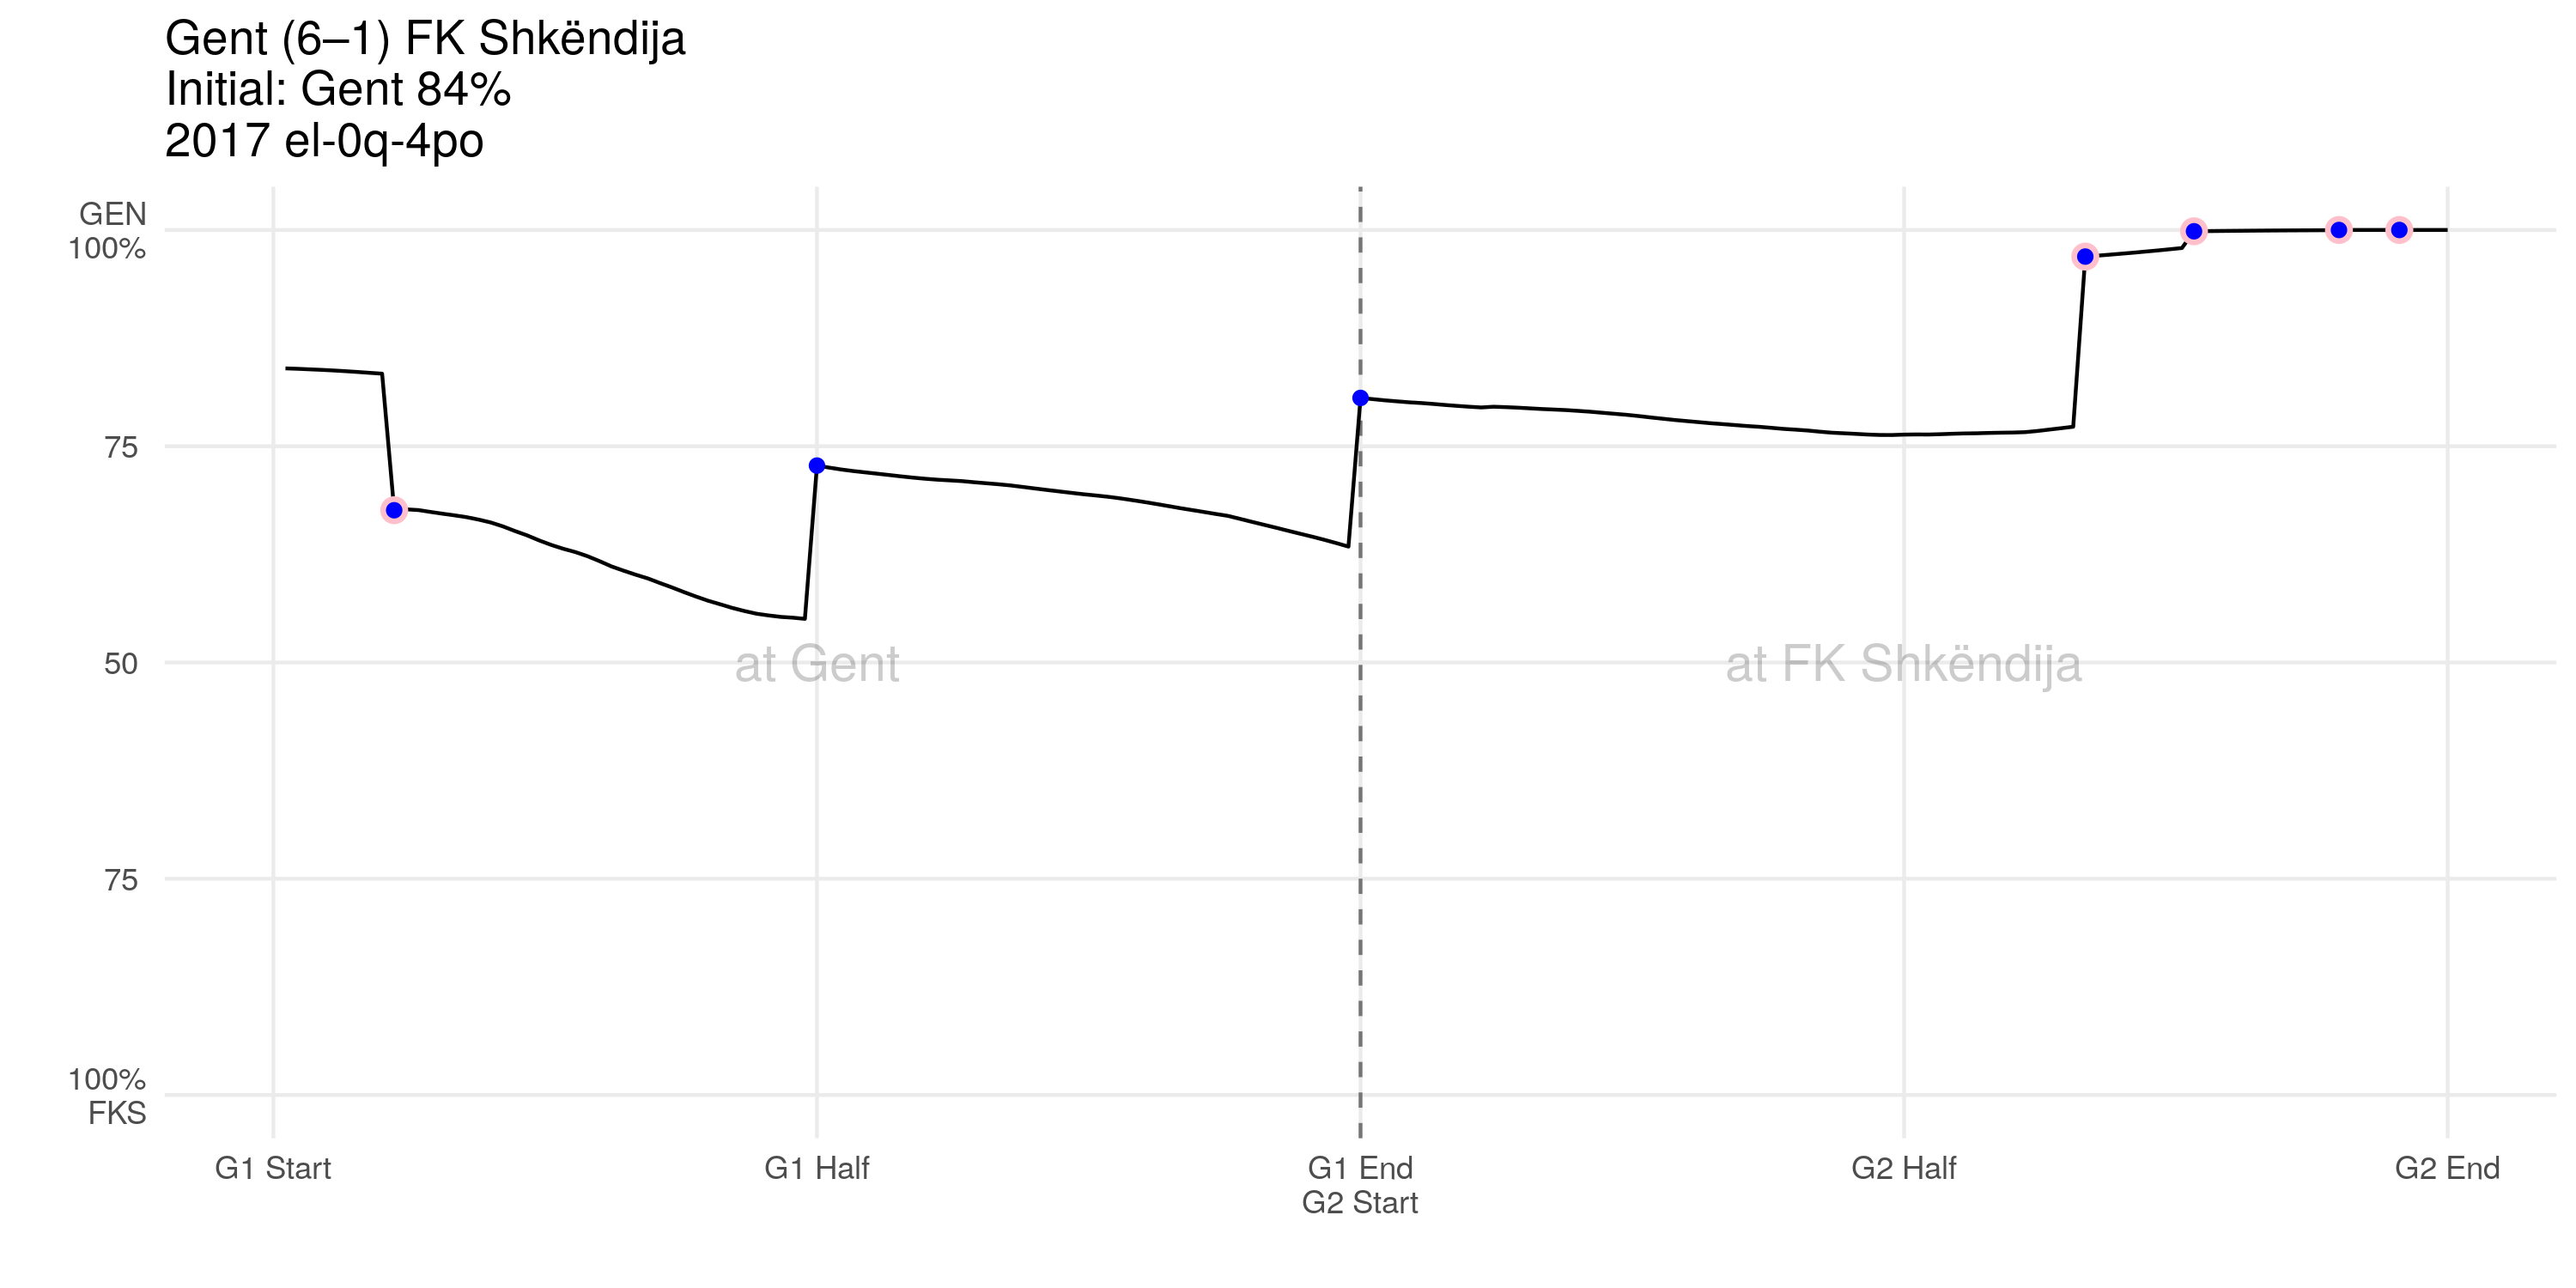 Gent (6–1) FK Shkëndija
Initial: Gent 84%
2017 el-0q-4po
GEN
100%
75
50
75
100%
FKS
at Gent
at FK Shkëndija
G1 Start
G1 Half
G1 End
G2 Start
G2 Half
G2 End